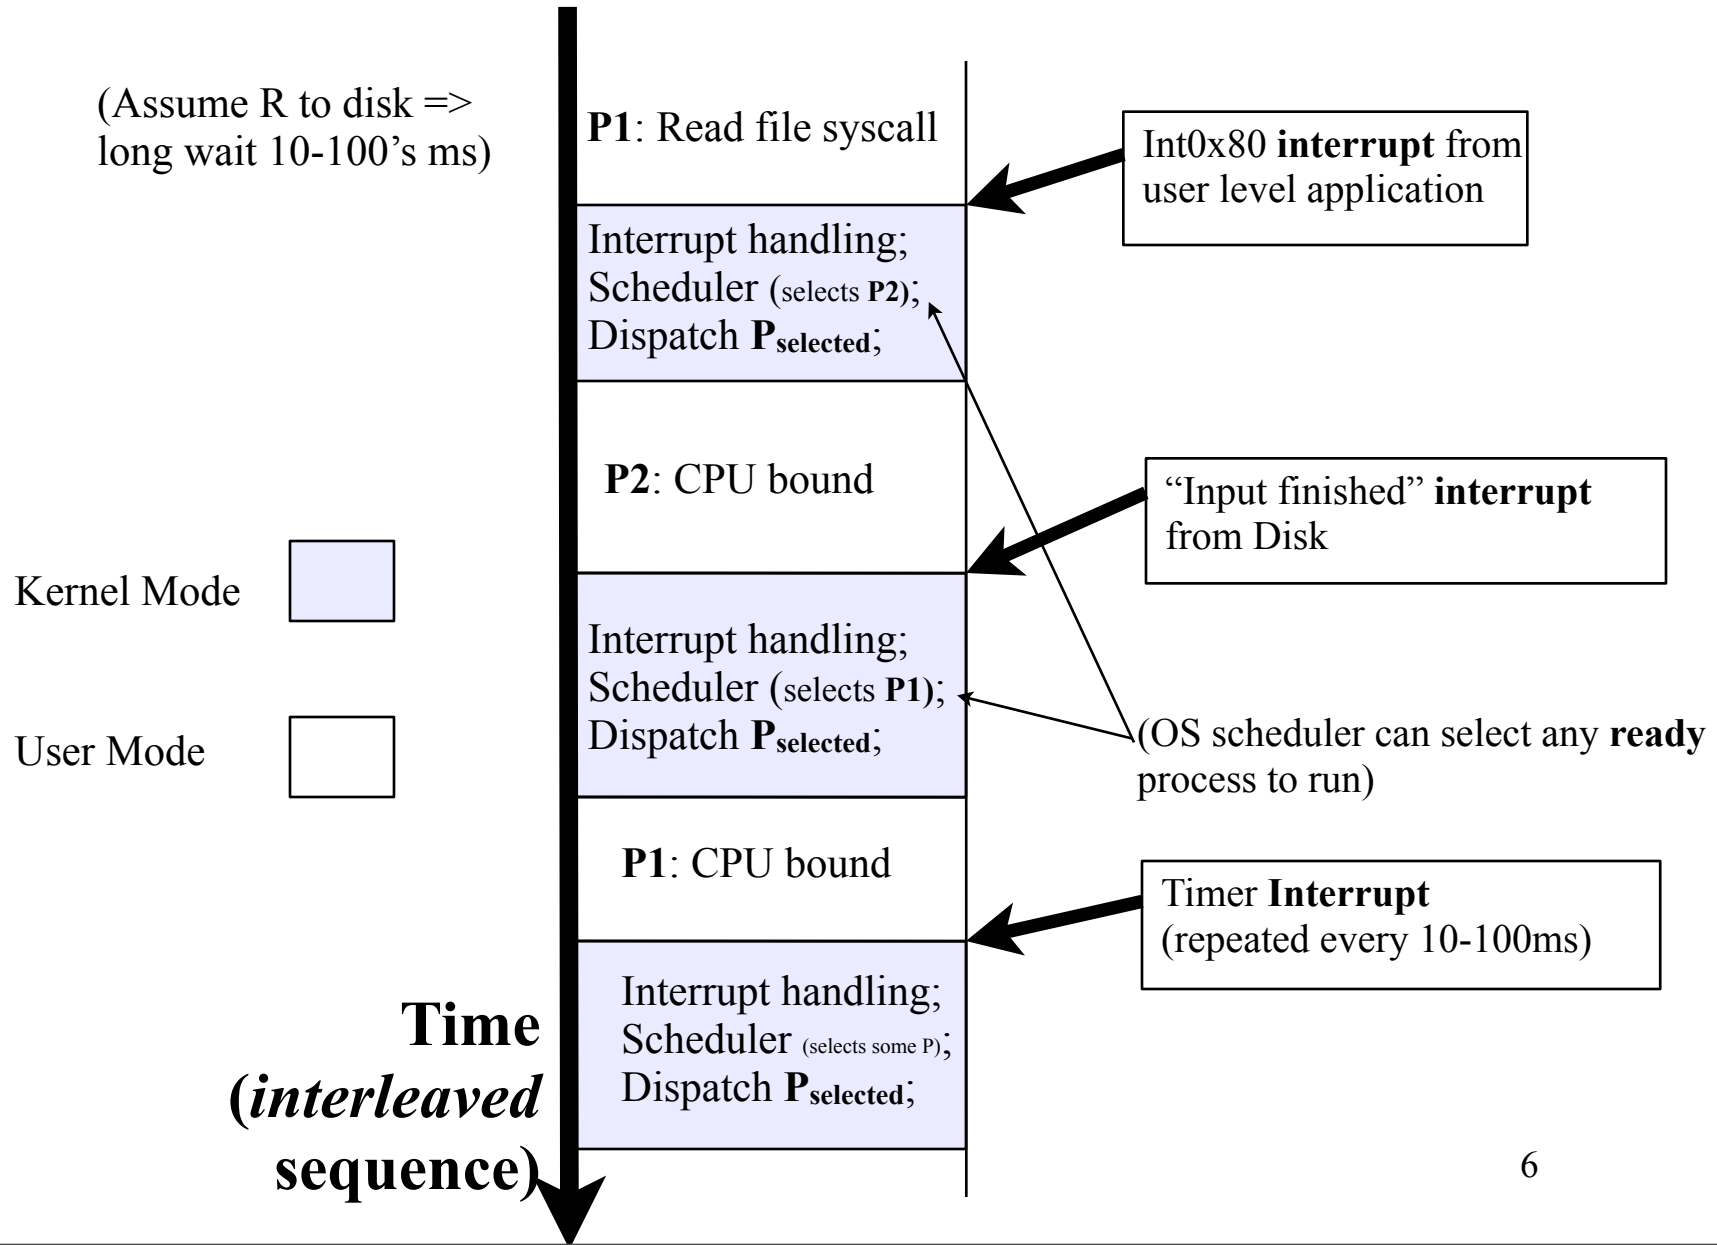 (Assume R to disk =>
long wait 10-100’s ms)
P1: Read file syscall
Int0x80 interrupt from
user level application
Interrupt handling;
Scheduler (selects P2);
Dispatch Pselected;
P2: CPU bound
“Input finished” interrupt
from Disk
Kernel Mode
Interrupt handling;
Scheduler (selects P1);
Dispatch Pselected;
User Mode
(OS scheduler can select any ready
process to run)
P1: CPU bound
Timer Interrupt
(repeated every 10-100ms)
Interrupt handling;
Scheduler (selects some P);
Dispatch Pselected;
Time
(interleaved
sequence)
6